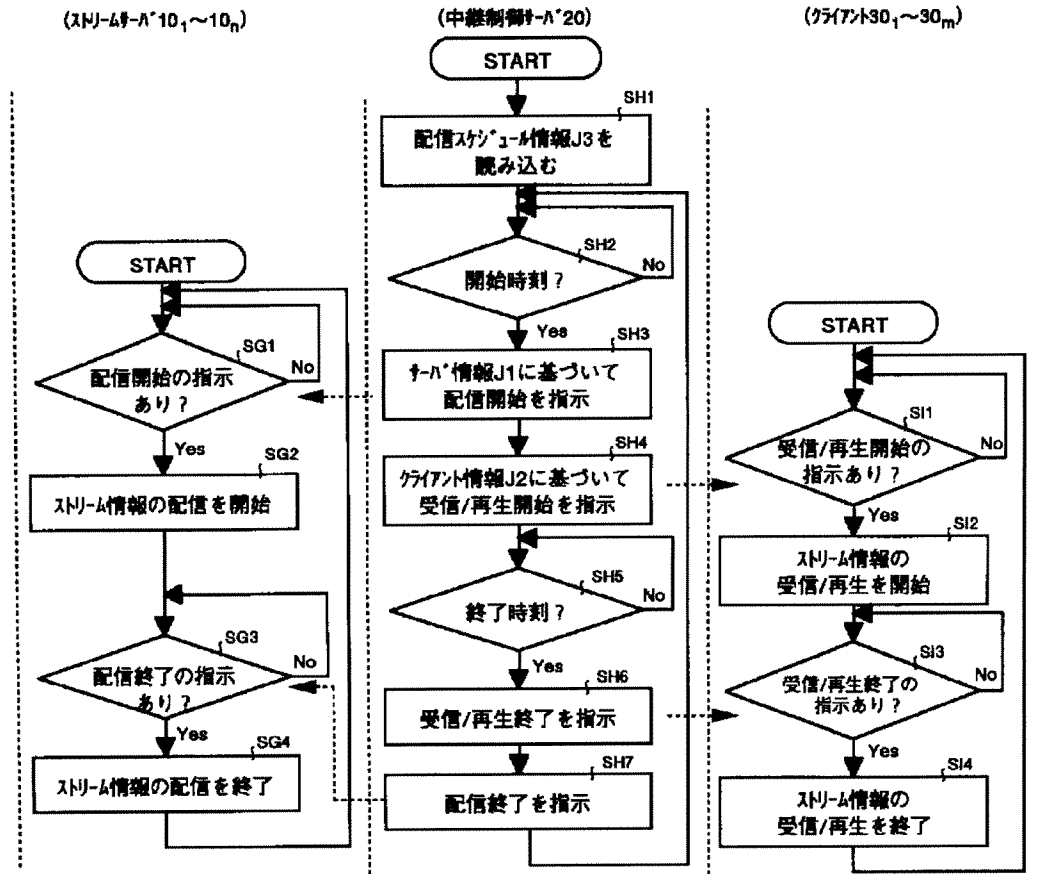 (ｽﾄﾘｰﾑｻｰﾊﾞ10₁～10ₙ)
START
SG1
配信開始の指示
あり？
No
Yes
SG2
ｽﾄﾘｰﾑ情報の配信を開始
SG3
配信終了の指示
あり？
No
Yes
SG4
ｽﾄﾘｰﾑ情報の配信を終了
(中継制御ｻｰﾊﾞ20)
START
SH1
配信ｽｹｼﾞｭｰﾙ情報J3を
読み込む
SH2
開始時刻？
No
Yes
SH3
ｻｰﾊﾞ情報J1に基づいて
配信開始を指示
SH4
ｸﾗｲｱﾝﾄ情報J2に基づいて
受信/再生開始を指示
SH5
終了時刻？
No
Yes
SH6
受信/再生終了を指示
SH7
配信終了を指示
(ｸﾗｲｱﾝﾄ30₁～30ₘ)
START
SI1
受信/再生開始の
指示あり？
No
Yes
SI2
ｽﾄﾘｰﾑ情報の
受信/再生を開始
SI3
受信/再生終了の
指示あり？
No
Yes
SI4
ｽﾄﾘｰﾑ情報の
受信/再生を終了